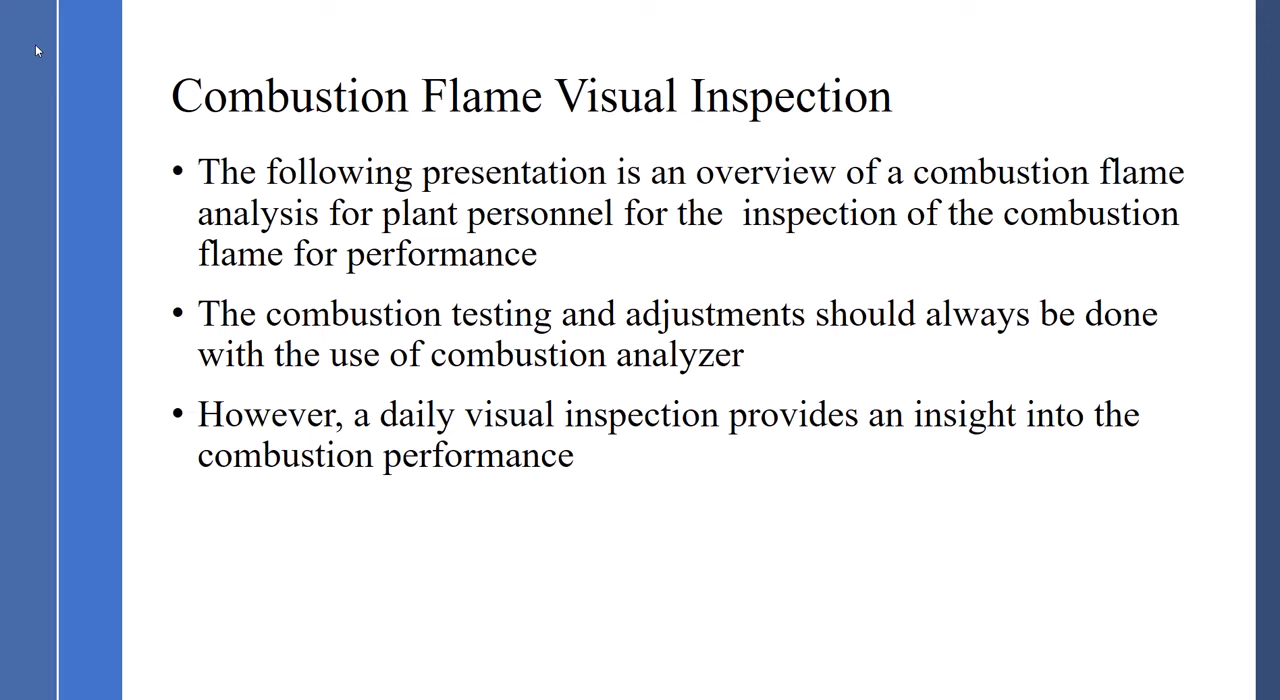 Combustion Flame Visual Inspection
• The following presentation is an overview of a combustion flame
analysis for plant personnel for the  inspection of the combustion
flame for performance
• The combustion testing and adjustments should always be done
with the use of combustion analyzer
• However, a daily visual inspection provides an insight into the
combustion performance